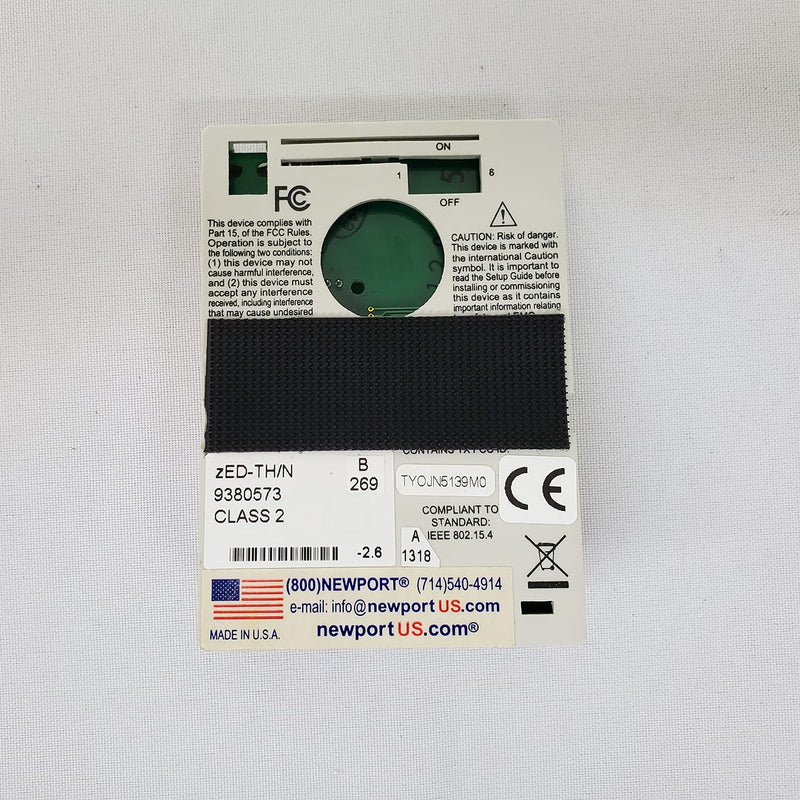 ON
1
8
FC
OFF
This device complies with
Part 15, of the FCC Rules.
Operation is subject to
the following two conditions:
(1) this device may not
cause harmful interference,
and (2) this device must
accept any interference
received, including interference
that may cause undesired
CAUTION: Risk of danger.
This device is marked with
the international Caution
symbol. It is important to
read the Setup Guide before
installing or commissioning
this device as it contains
important information relating
zED-TH/N
B
269
9380573
CLASS 2
-2.6
TYOJN5139M0
CE
COMPLIANT TO
STANDARD:
IEEE 802.15.4
A
1318
(800)NEWPORT® (714)540-4914
e-mail: info@newportUS.com
MADE IN U.S.A.
newportUS.com®